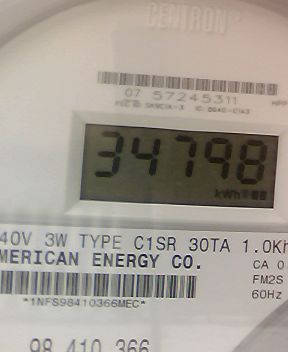 CENTRON
07 57245311
34798
kWh
40V 3W TYPE C1SR 30TA 1.0Kh
MERICAN ENERGY CO.
CA 0
FM2S
60Hz
*1NFS98410366MEC*
98 410 366